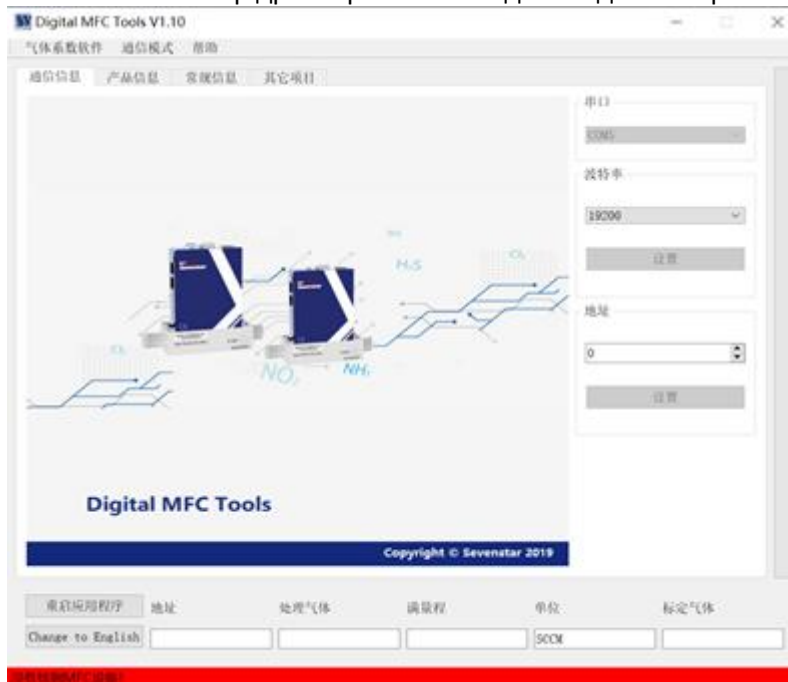 Digital MFC Tools V1.10
气体系数软件 通信模式 帮助
通信信息 产品信息 常规信息 其它项目
串口
COM5
波特率
19200
设置
地址
0
设置
H₂S
NO₂
NH₃
Digital MFC Tools
Copyright © Sevenstar 2019
重启应用程序 地址 处理气体 满量程 单位 标定气体
Change to English SCCM